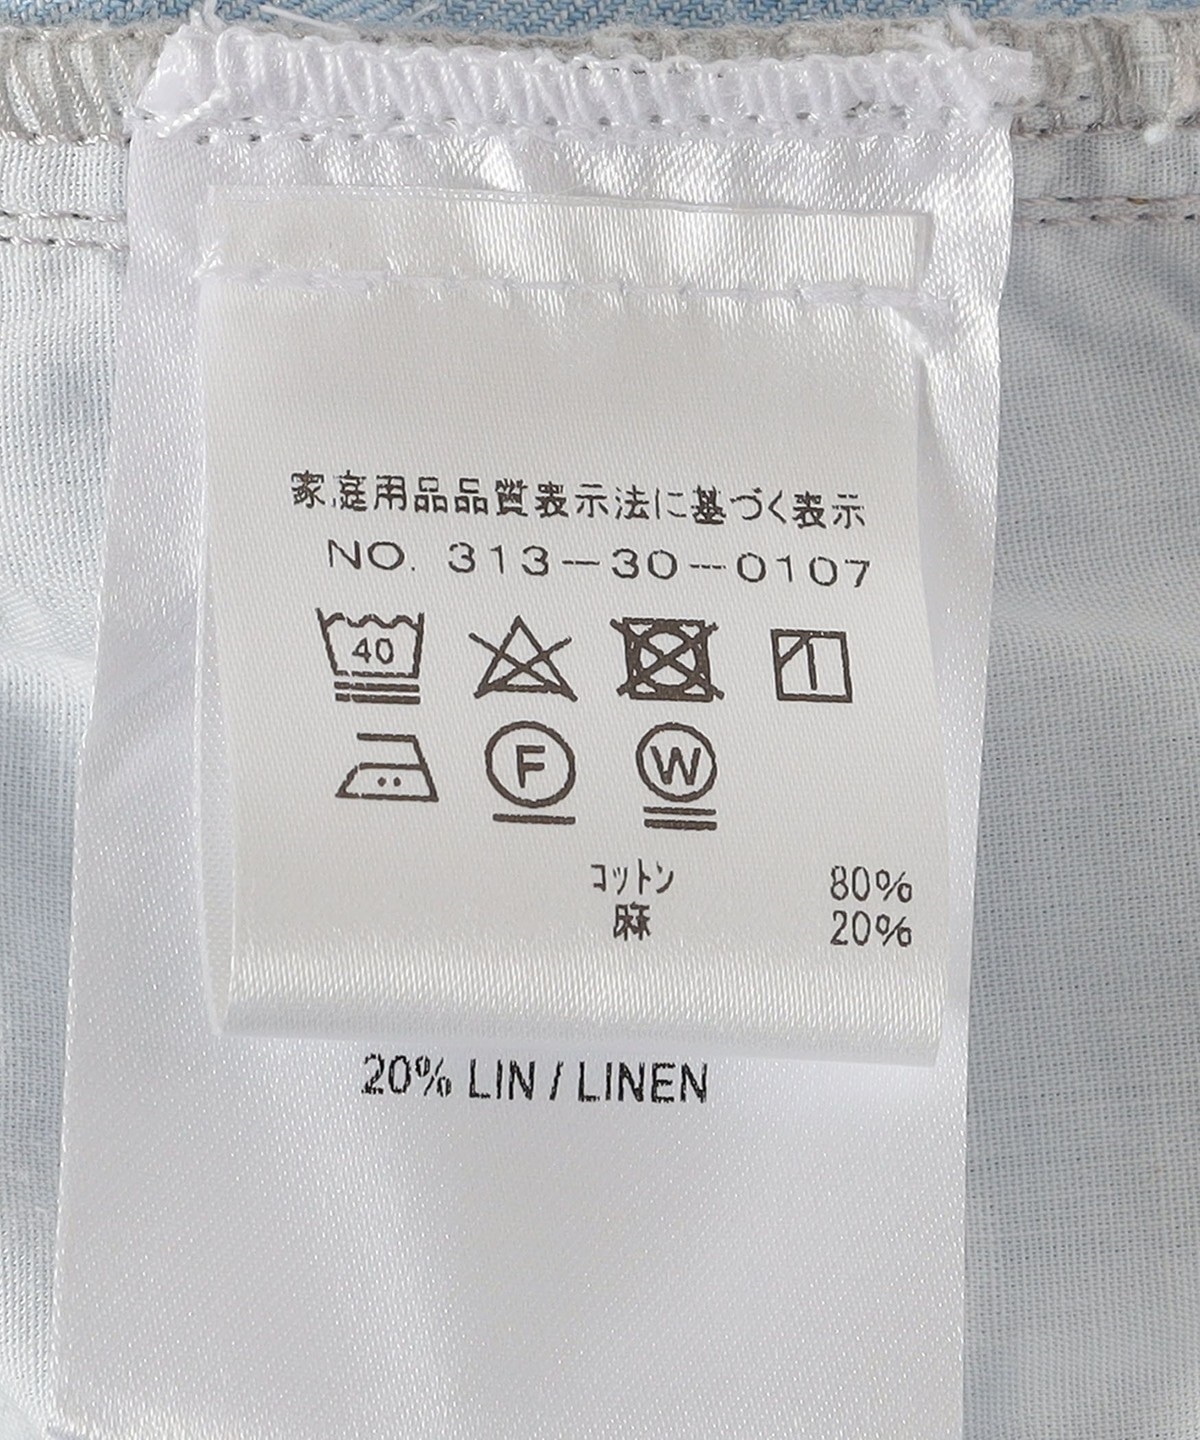 家庭用品品質表示法に基づく表示
NO. 313-30-0107
40
F W
コットン 80%
麻 20%
20% LIN / LINEN